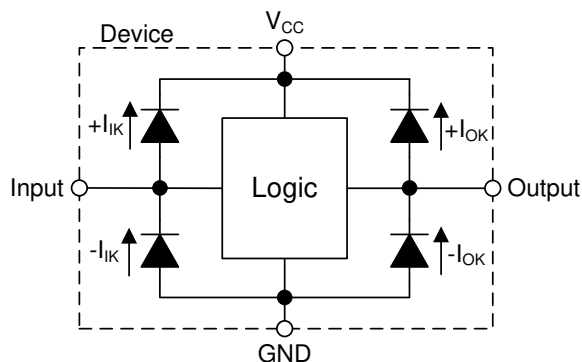 V_CC
Device
+I_IK
+I_OK
Input
Logic
Output
-I_IK
-I_OK
GND